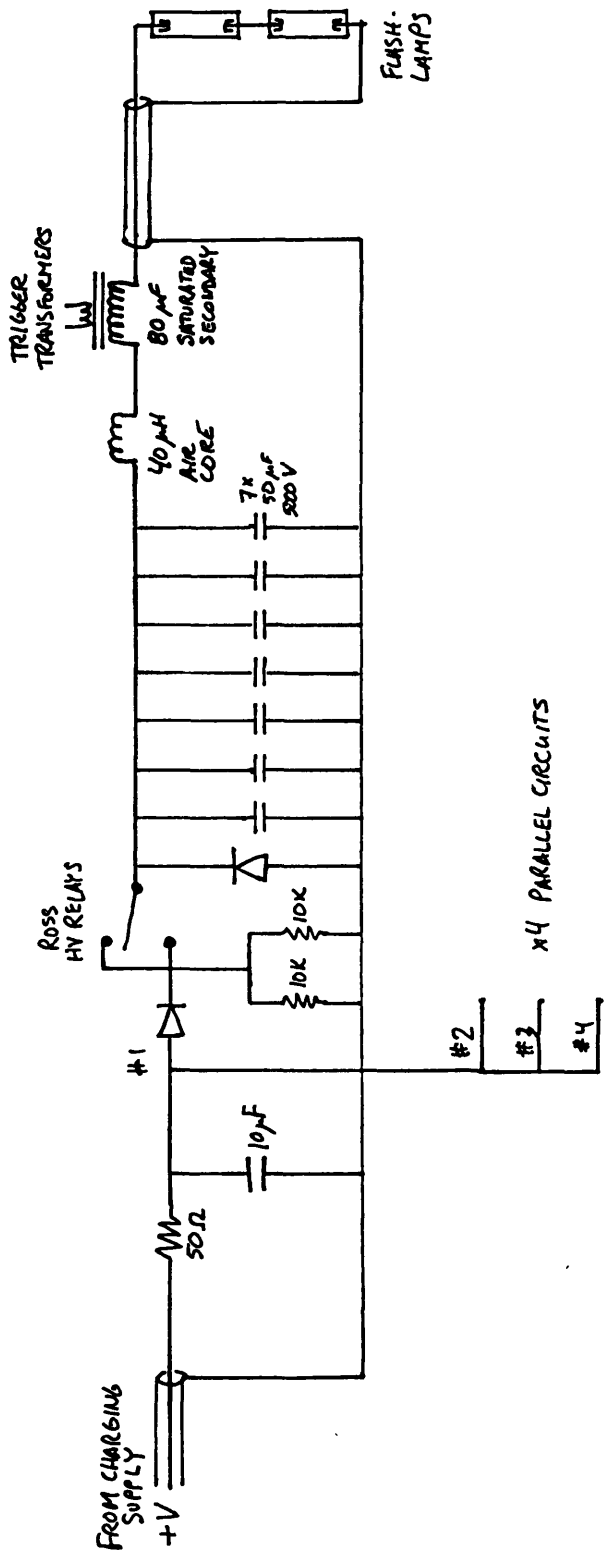 FROM CHARGING
SUPPLY
+V
50Ω
10µF
#1
#2
#3
#4
x4 PARALLEL CIRCUITS
ROSS
HV RELAYS
10K
10K
7x
50µF
5000V
40µH
AIR
CORE
TRIGGER
TRANSFORMERS
80µF
SATURATED
SECONDARY
FLASH-
LAMPS